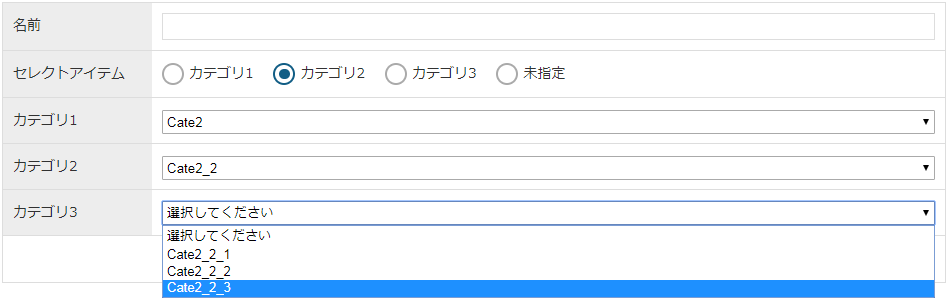 名前
セレクトアイテム カテゴリ1 カテゴリ2 カテゴリ3 未指定
カテゴリ1 Cate2
カテゴリ2 Cate2_2
カテゴリ3 選択してください
選択してください
Cate2_2_1
Cate2_2_2
Cate2_2_3